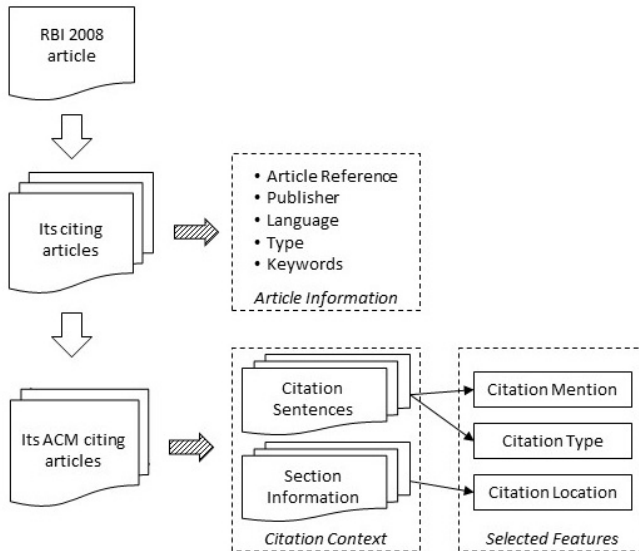 RBI 2008
article
Its citing
articles
• Article Reference
• Publisher
• Language
• Type
• Keywords
Article Information
Its ACM citing
articles
Citation
Sentences
Section
Information
Citation Context
Citation Mention
Citation Type
Citation Location
Selected Features